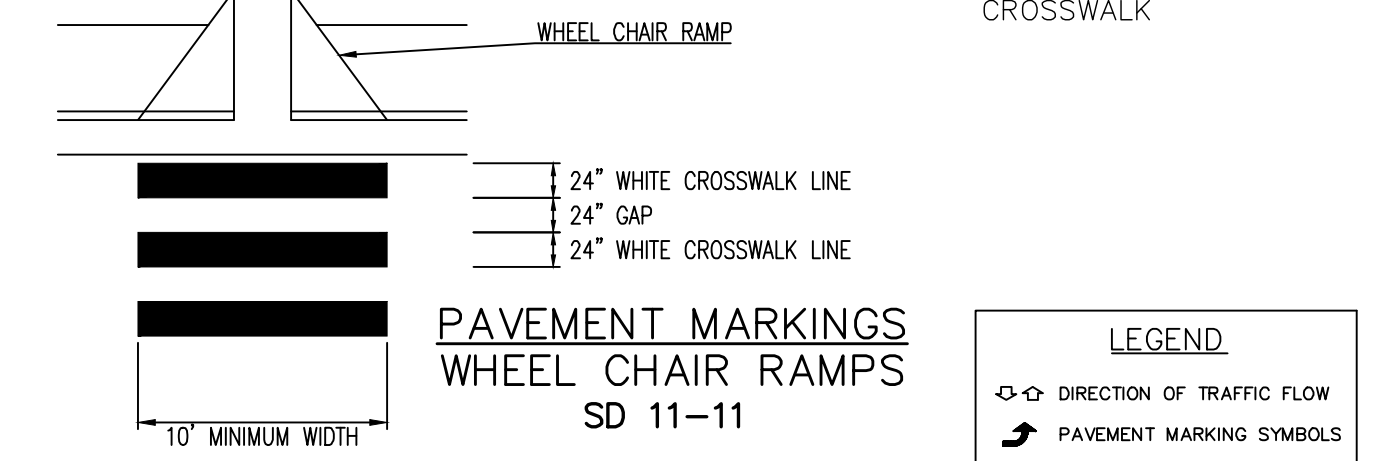 CROSSWALK
WHEEL CHAIR RAMP
24" WHITE CROSSWALK LINE
24" GAP
24" WHITE CROSSWALK LINE
10' MINIMUM WIDTH
PAVEMENT MARKINGS
WHEEL CHAIR RAMPS
SD 11-11
LEGEND
DIRECTION OF TRAFFIC FLOW
PAVEMENT MARKING SYMBOLS